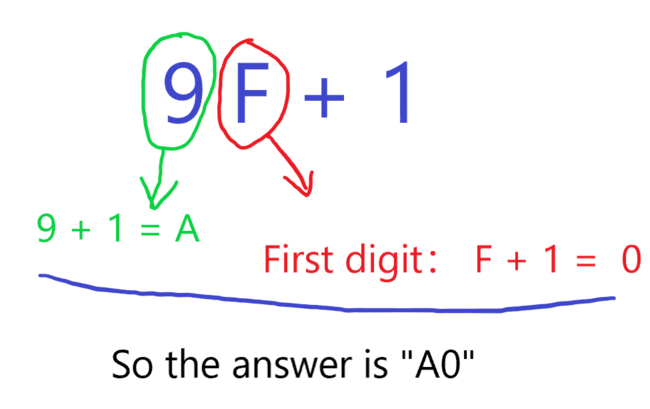 9F + 1
9 + 1 = A
First digit: F + 1 = 0
So the answer is "A0"